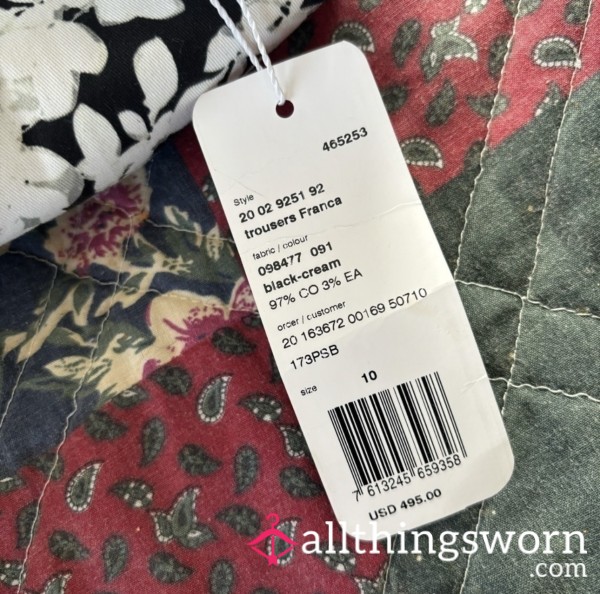 465253
Style
20 02 9251 92
trousers Franca
fabric / colour
098477 091
black-cream
97% CO 3% EA
order / customer
20 163672 00169 50710
173PSB
size 10
7 613245 659358
USD 495.00
allthingsworn
.com